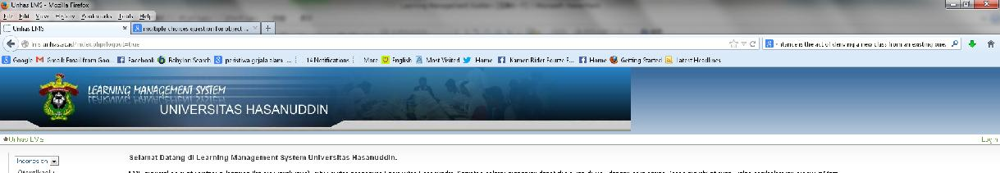 Unhas LMS - Mozilla Firefox
File Edit View History Bookmarks Tools Help
Unhas LMS × multiple choices question for object ... × +
lms.unhas.ac.id/index.php?logout=true itance is the act of deriving a new class from an existing one.
Google Gmail: Email from Goo... Facebook Babylon Search peristiwa gejala alam ... 14 Notifications More English Most Visited Home Kamen Rider Fourze F... Home Getting Started Latest Headlines
LEARNING MANAGEMENT SYSTEM
UNIVERSITAS HASANUDDIN
Unhas LMS Login
Indonesian Selamat Datang di Learning Management System Universitas Hasanuddin.